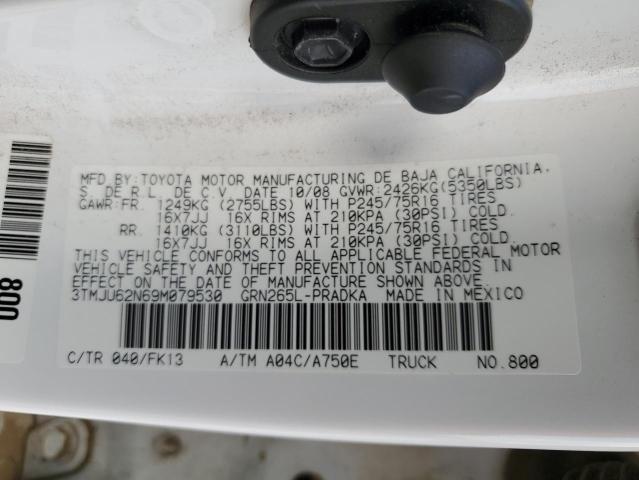 MFD BY:TOYOTA MOTOR MANUFACTURING DE BAJA CALIFORNIA,
S. DE R.L. DE C.V. DATE 10/08 GVWR:2426KG(5350LBS)
GAWR:FR. 1249KG (2755LBS) WITH P245/75R16 TIRES
16X7JJ 16X RIMS AT 210KPA (30PSI) COLD.
RR. 1410KG (3110LBS) WITH P245/75R16 TIRES
16X7JJ 16X RIMS AT 210KPA (30PSI) COLD.
THIS VEHICLE CONFORMS TO ALL APPLICABLE FEDERAL MOTOR
VEHICLE SAFETY AND THEFT PREVENTION STANDARDS IN
EFFECT ON THE DATE OF MANUFACTURE SHOWN ABOVE.
3TMJU62N69M079530 GRN265L-PRADKA MADE IN MEXICO
C/TR 040/FK13 A/TM A04C/A750E TRUCK NO.800
800